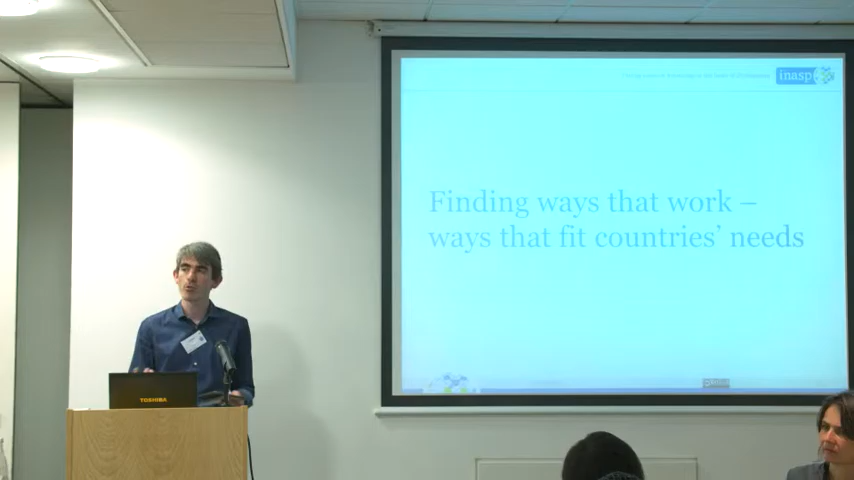 inasp
Finding ways that work –
ways that fit countries’ needs
TOSHIBA